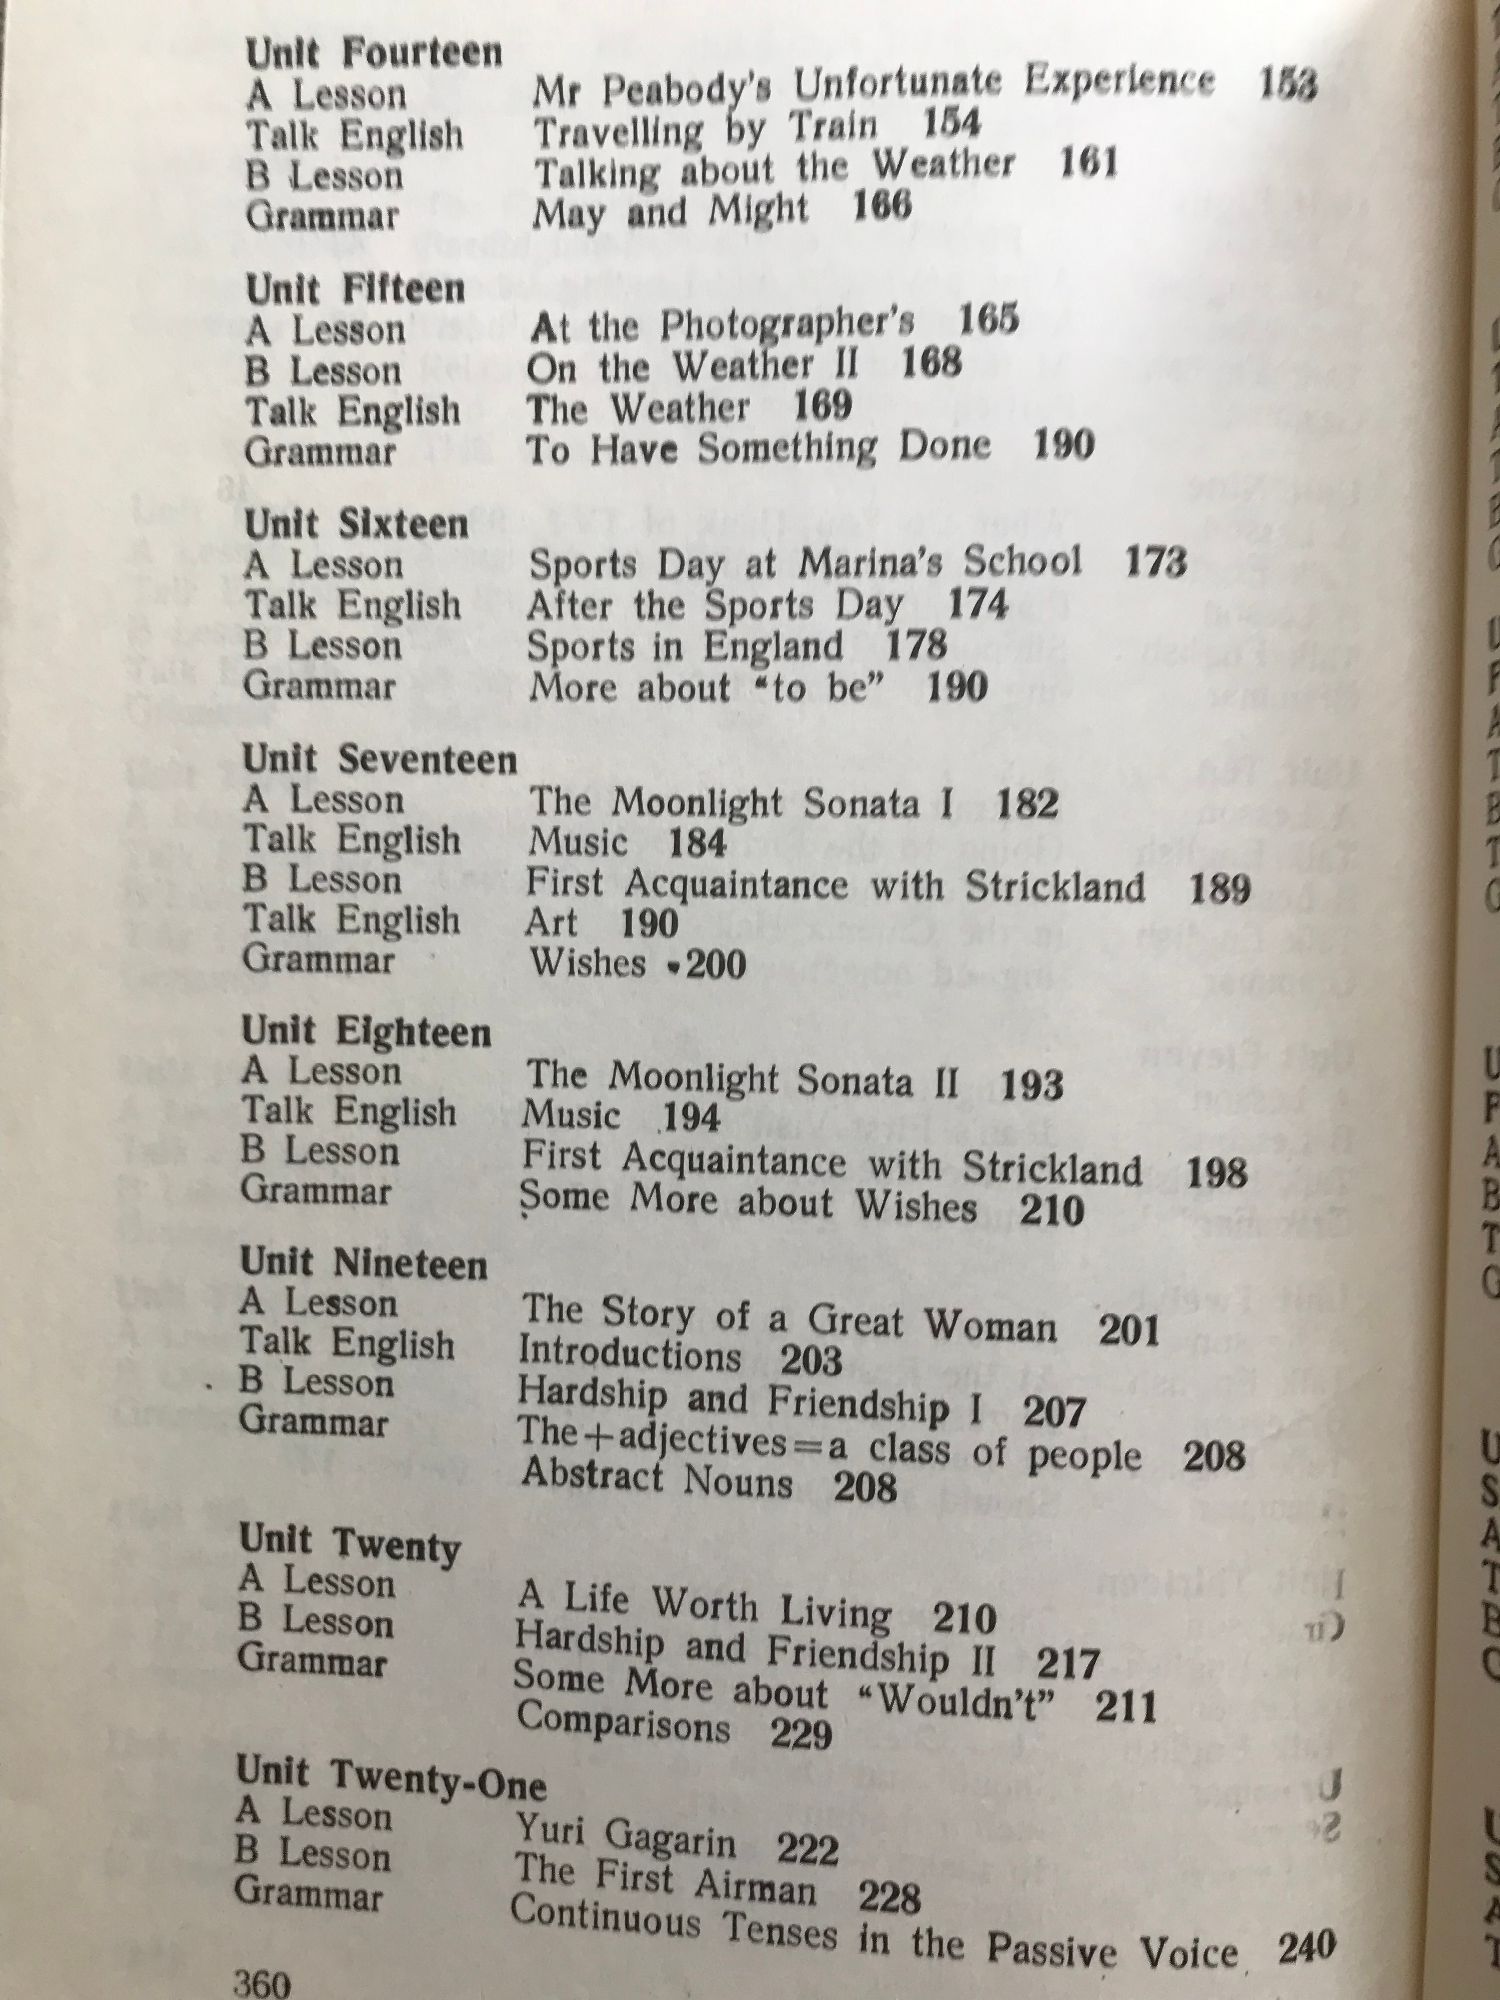 Unit Fourteen
A Lesson Mr Peabody's Unfortunate Experience 153
Talk English Travelling by Train 154
B Lesson Talking about the Weather 161
Grammar May and Might 166
Unit Fifteen
A Lesson At the Photographer's 165
B Lesson On the Weather II 168
Talk English The Weather 169
Grammar To Have Something Done 190
Unit Sixteen
A Lesson Sports Day at Marina's School 173
Talk English After the Sports Day 174
B Lesson Sports in England 178
Grammar More about “to be” 190
Unit Seventeen
A Lesson The Moonlight Sonata I 182
Talk English Music 184
B Lesson First Acquaintance with Strickland 189
Talk English Art 190
Grammar Wishes 200
Unit Eighteen
A Lesson The Moonlight Sonata II 193
Talk English Music 194
B Lesson First Acquaintance with Strickland 198
Grammar Some More about Wishes 210
Unit Nineteen
A Lesson The Story of a Great Woman 201
Talk English Introductions 203
B Lesson Hardship and Friendship I 207
Grammar The+adjectives=a class of people 208
Abstract Nouns 208
Unit Twenty
A Lesson A Life Worth Living 210
B Lesson Hardship and Friendship II 217
Grammar Some More about “Wouldn't” 211
Comparisons 229
Unit Twenty-One
A Lesson Yuri Gagarin 222
B Lesson The First Airman 228
Grammar Continuous Tenses in the Passive Voice 240
360